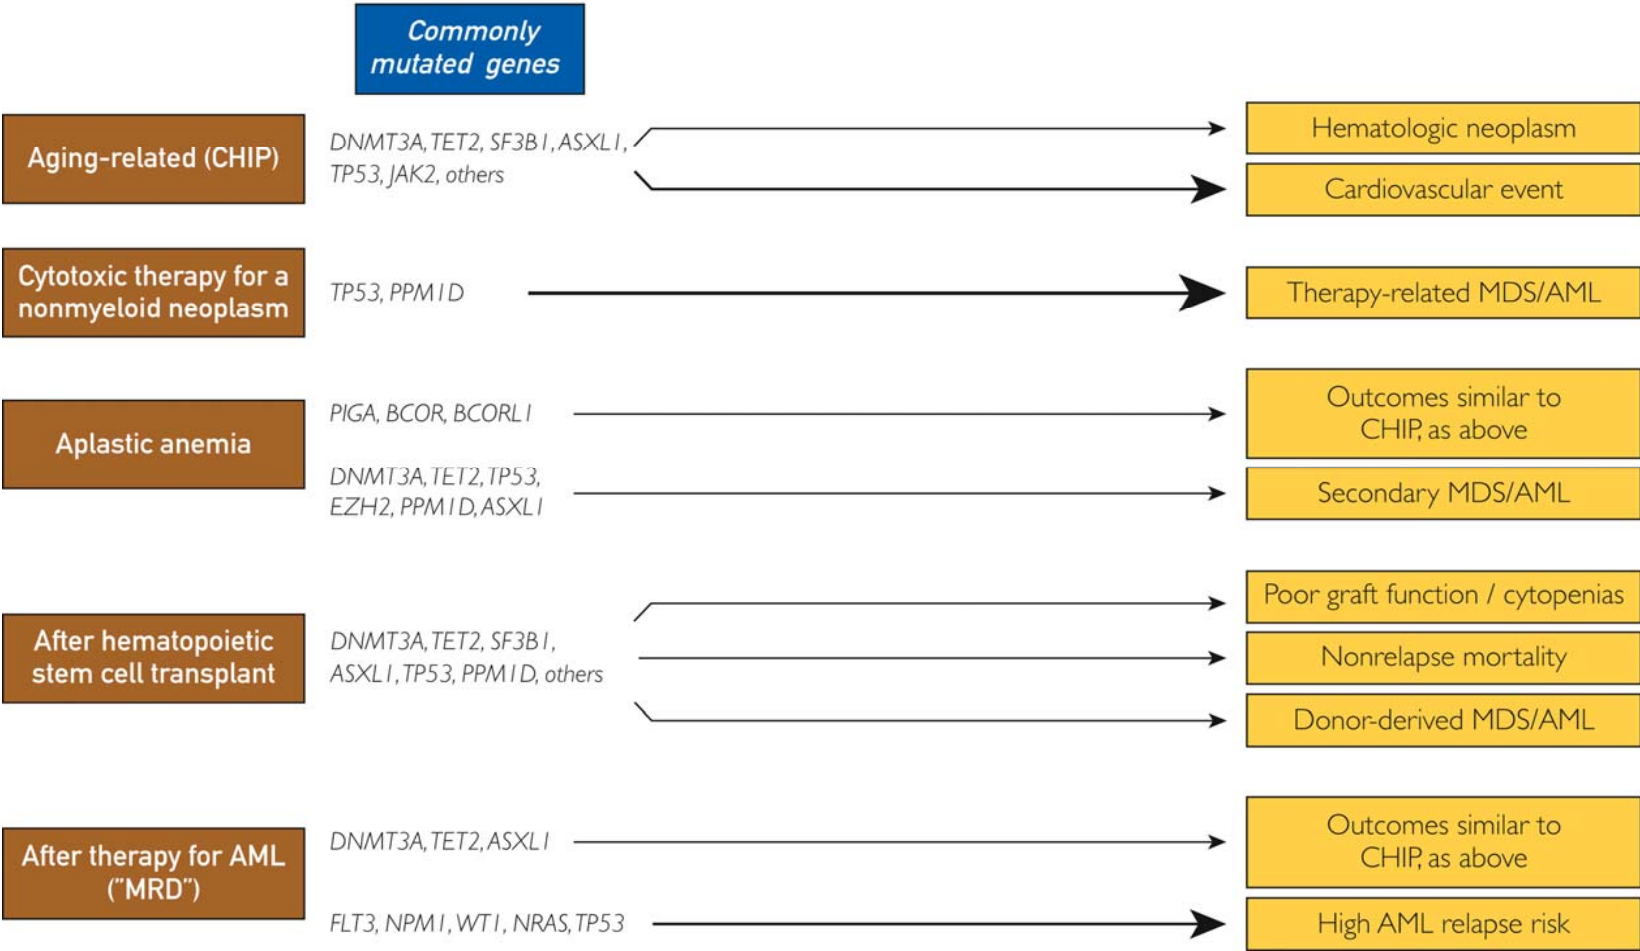 Commonly
mutated genes
Aging-related (CHIP)
DNMT3A, TET2, SF3B1, ASXL1,
TP53, JAK2, others
Hematologic neoplasm
Cardiovascular event
Cytotoxic therapy for a
nonmyeloid neoplasm
TP53, PPM1D
Therapy-related MDS/AML
Aplastic anemia
PIGA, BCOR, BCORL1
Outcomes similar to
CHIP, as above
DNMT3A, TET2, TP53,
EZH2, PPM1D, ASXL1
Secondary MDS/AML
After hematopoietic
stem cell transplant
DNMT3A, TET2, SF3B1,
ASXL1, TP53, PPM1D, others
Poor graft function / cytopenias
Nonrelapse mortality
Donor-derived MDS/AML
After therapy for AML
("MRD")
DNMT3A, TET2, ASXL1
Outcomes similar to
CHIP, as above
FLT3, NPM1, WT1, NRAS, TP53
High AML relapse risk